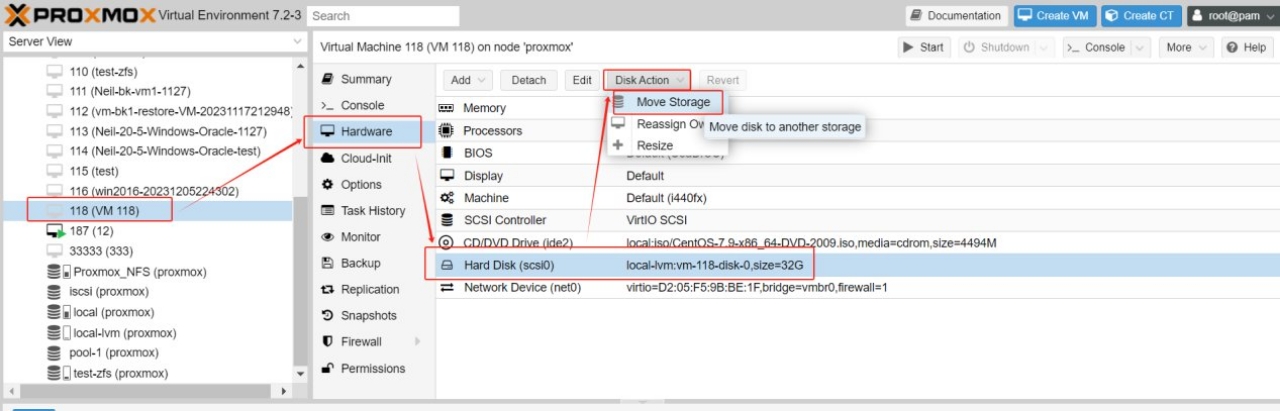 PROXMOX Virtual Environment 7.2-3 Search Documentation Create VM Create CT root@pam
Server View
Virtual Machine 118 (VM 118) on node 'proxmox' Start Shutdown >_ Console More Help
110 (test-zfs)
111 (Neil-bk-vm1-1127)
112 (vm-bk1-restore-VM-20231117212948)
113 (Neil-20-5-Windows-Oracle-1127)
114 (Neil-20-5-Windows-Oracle-test)
115 (test)
116 (win2016-20231205224302)
118 (VM 118)
187 (12)
33333 (333)
Proxmox_NFS (proxmox)
iscsi (proxmox)
local (proxmox)
local-lvm (proxmox)
pool-1 (proxmox)
test-zfs (proxmox)
Summary
>_ Console
Hardware
Cloud-Init
Options
Task History
Monitor
Backup
Replication
Snapshots
Firewall
Permissions
Add Detach Edit Disk Action Revert
Move Storage
Reassign Ow
Resize
Move disk to another storage
Memory
Processors
BIOS
Display Default
Machine Default (i440fx)
SCSI Controller VirtIO SCSI
CD/DVD Drive (ide2) local:iso/CentOS-7.9-x86_64-DVD-2009.iso,media=cdrom,size=4494M
Hard Disk (scsi0) local-lvm:vm-118-disk-0,size=32G
Network Device (net0) virtio=D2:05:F5:9B:BE:1F,bridge=vmbr0,firewall=1